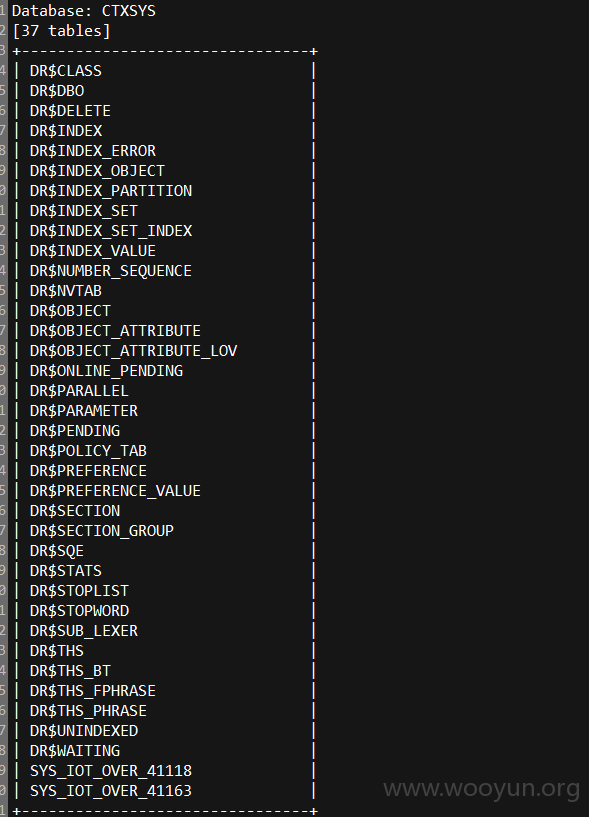 1 Database: CTXSYS
2 [37 tables]
3 +--------------------------------+
4 | DR$CLASS |
5 | DR$DBO |
6 | DR$DELETE |
7 | DR$INDEX |
8 | DR$INDEX_ERROR |
9 | DR$INDEX_OBJECT |
0 | DR$INDEX_PARTITION |
1 | DR$INDEX_SET |
2 | DR$INDEX_SET_INDEX |
3 | DR$INDEX_VALUE |
4 | DR$NUMBER_SEQUENCE |
5 | DR$NVTAB |
6 | DR$OBJECT |
7 | DR$OBJECT_ATTRIBUTE |
8 | DR$OBJECT_ATTRIBUTE_LOV |
9 | DR$ONLINE_PENDING |
0 | DR$PARALLEL |
1 | DR$PARAMETER |
2 | DR$PENDING |
3 | DR$POLICY_TAB |
4 | DR$PREFERENCE |
5 | DR$PREFERENCE_VALUE |
6 | DR$SECTION |
7 | DR$SECTION_GROUP |
8 | DR$SQE |
9 | DR$STATS |
0 | DR$STOPLIST |
1 | DR$STOPWORD |
2 | DR$SUB_LEXER |
3 | DR$THS |
4 | DR$THS_BT |
5 | DR$THS_FPHRASE |
6 | DR$THS_PHRASE |
7 | DR$UNINDEXED |
8 | DR$WAITING |
9 | SYS_IOT_OVER_41118 |
0 | SYS_IOT_OVER_41163 |
1 +--------------------------------+
www.wooyun.org